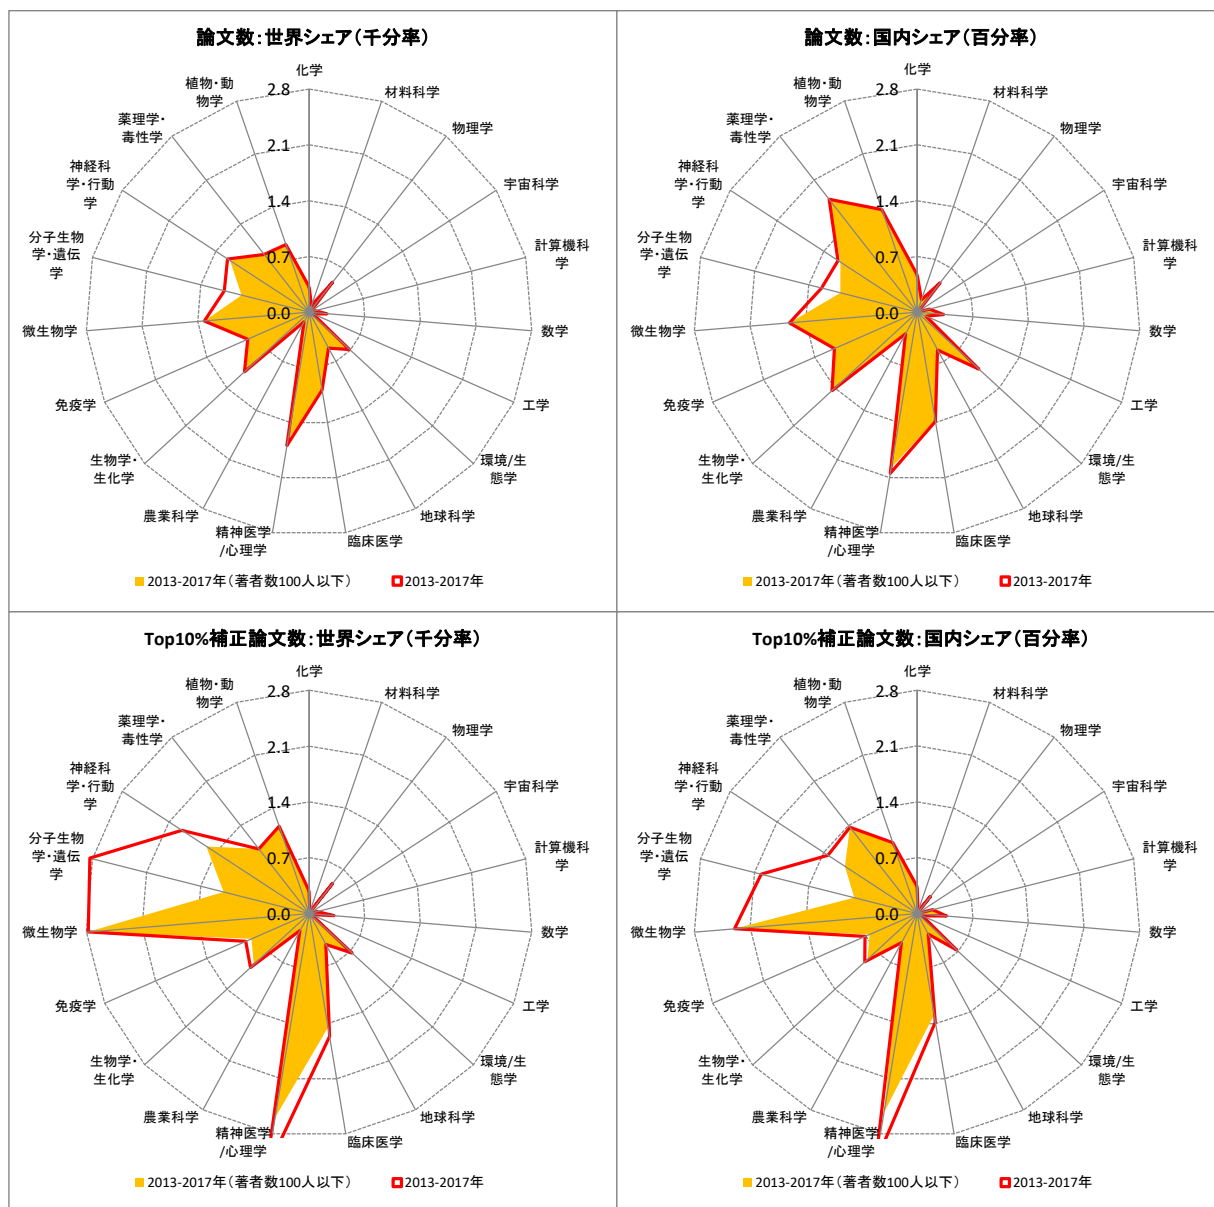 論文数：世界シェア（千分率）
化学
材料科学
物理学
宇宙科学
計算機科
学
数学
工学
環境/生
態学
地球科学
臨床医学
精神医学
/心理学
農業科学
生物学・
生化学
免疫学
微生物学
分子生物
学・遺伝
学
神経科
学・行動
学
薬理学・
毒性学
植物・動
物学
2.8
2.1
1.4
0.7
0.0
2013-2017年（著者数100人以下）
2013-2017年
論文数：国内シェア（百分率）
化学
材料科学
物理学
宇宙科学
計算機科
学
数学
工学
環境/生
態学
地球科学
臨床医学
精神医学
/心理学
農業科学
生物学・
生化学
免疫学
微生物学
分子生物
学・遺伝
学
神経科
学・行動
学
薬理学・
毒性学
植物・動
物学
2.8
2.1
1.4
0.7
0.0
2013-2017年（著者数100人以下）
2013-2017年
Top10%補正論文数：世界シェア（千分率）
化学
材料科学
物理学
宇宙科学
計算機科
学
数学
工学
環境/生
態学
地球科学
臨床医学
精神医学
/心理学
農業科学
生物学・
生化学
免疫学
微生物学
分子生物
学・遺伝
学
神経科
学・行動
学
薬理学・
毒性学
植物・動
物学
2.8
2.1
1.4
0.7
0.0
2013-2017年（著者数100人以下）
2013-2017年
Top10%補正論文数：国内シェア（百分率）
化学
材料科学
物理学
宇宙科学
計算機科
学
数学
工学
環境/生
態学
地球科学
臨床医学
精神医学
/心理学
農業科学
生物学・
生化学
免疫学
微生物学
分子生物
学・遺伝
学
神経科
学・行動
学
薬理学・
毒性学
植物・動
物学
2.8
2.1
1.4
0.7
0.0
2013-2017年（著者数100人以下）
2013-2017年